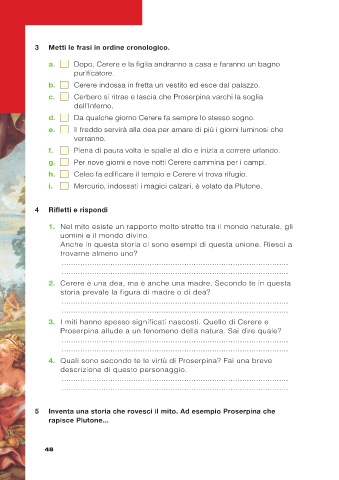 3 Metti le frasi in ordine cronologico.
a. Dopo, Cerere e la figlia andranno a casa e faranno un bagno
purificatore.
b. Cerere indossa in fretta un vestito ed esce dal palazzo.
c. Cerbero si ritrae e lascia che Proserpina varchi la soglia
dell'Inferno.
d. Da qualche giorno Cerere fa sempre lo stesso sogno.
e. Il freddo servirà alla dea per amare di più i giorni luminosi che
verranno.
f. Piena di paura volta le spalle al dio e inizia a correre urlando.
g. Per nove giorni e nove notti Cerere cammina per i campi.
h. Celeo fa edificare il tempio e Cerere vi trova rifugio.
i. Mercurio, indossati i magici calzari, è volato da Plutone.
4 Rifletti e rispondi
1. Nel mito esiste un rapporto molto stretto tra il mondo naturale, gli
uomini e il mondo divino.
Anche in questa storia ci sono esempi di questa unione. Riesci a
trovarne almeno uno?
2. Cerere è una dea, ma è anche una madre. Secondo te in questa
storia prevale la figura di madre o di dea?
3. I miti hanno spesso significati nascosti. Quello di Cerere e
Proserpina allude a un fenomeno della natura. Sai dire quale?
4. Quali sono secondo te le virtù di Proserpina? Fai una breve
descrizione di questo personaggio.
5 Inventa una storia che rovesci il mito. Ad esempio Proserpina che
rapisce Plutone...
48